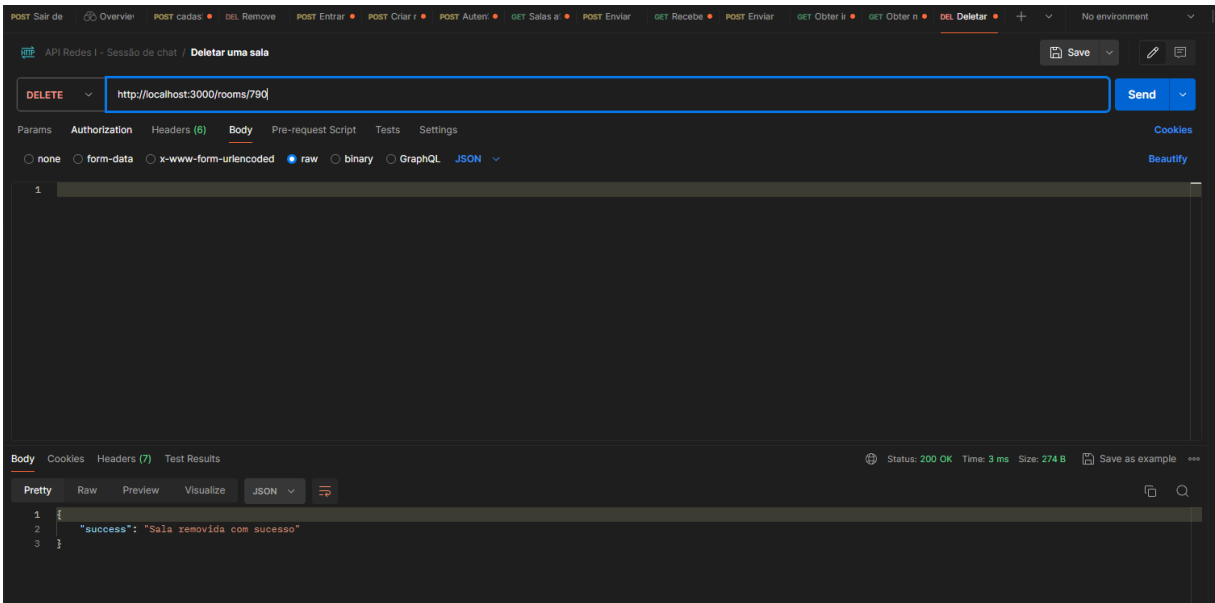 POST Sair de Overview POST cadas DEL Remove POST Entrar POST Criar r POST Auten GET Salas a POST Enviar GET Recebe POST Enviar GET Obter ir GET Obter n DEL Deletar No environment
HTTP API Redes I - Sessão de chat / Deletar uma sala Save
DELETE http://localhost:3000/rooms/790 Send
Params Authorization Headers (6) Body Pre-request Script Tests Settings Cookies
none form-data x-www-form-urlencoded raw binary GraphQL JSON Beautify
1
Body Cookies Headers (7) Test Results Status: 200 OK Time: 3 ms Size: 274 B Save as example
Pretty Raw Preview Visualize JSON
1 {
2 "success": "Sala removida com sucesso"
3 }